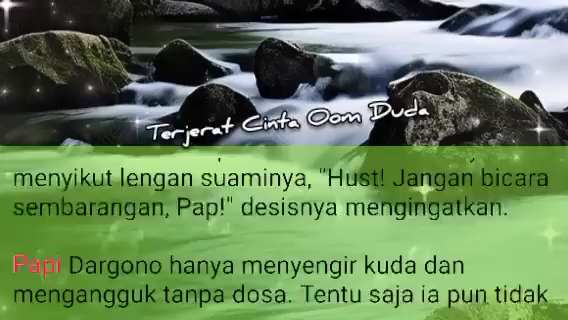 Terjerat Cinta Oom Duda
menyikut lengan suaminya, "Hust! Jangan bicara
sembarangan, Pap!" desisnya mengingatkan.
Papi Dargono hanya menyengir kuda dan
mengangguk tanpa dosa. Tentu saja ia pun tidak